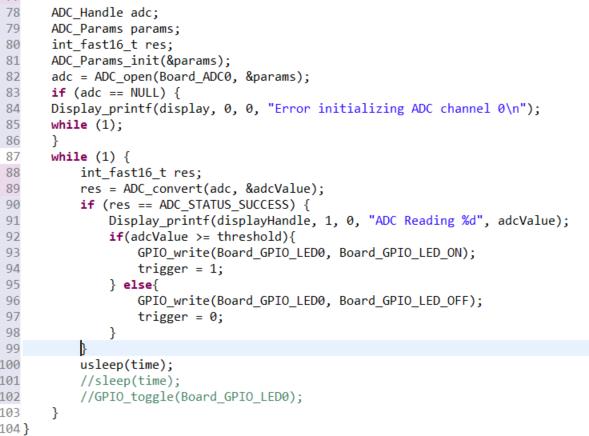 78 ADC_Handle adc;
79 ADC_Params params;
80 int_fast16_t res;
81 ADC_Params_init(&params);
82 adc = ADC_open(Board_ADC0, &params);
83 if (adc == NULL) {
84 Display_printf(display, 0, 0, "Error initializing ADC channel 0\n");
85 while (1);
86 }
87 while (1) {
88 int_fast16_t res;
89 res = ADC_convert(adc, &adcValue);
90 if (res == ADC_STATUS_SUCCESS) {
91 Display_printf(displayHandle, 1, 0, "ADC Reading %d", adcValue);
92 if(adcValue >= threshold){
93 GPIO_write(Board_GPIO_LED0, Board_GPIO_LED_ON);
94 trigger = 1;
95 } else{
96 GPIO_write(Board_GPIO_LED0, Board_GPIO_LED_OFF);
97 trigger = 0;
98 }
99 }
100 usleep(time);
101 //sleep(time);
102 //GPIO_toggle(Board_GPIO_LED0);
103 }
104 }